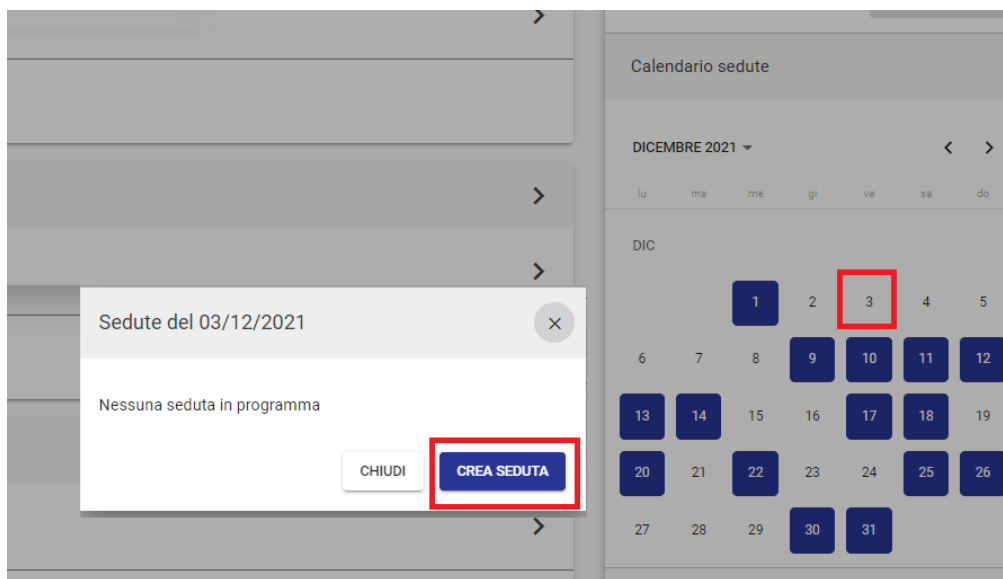 Calendario sedute
DICEMBRE 2021
lu ma me gi ve sa do
DIC
1 2 3 4 5
6 7 8 9 10 11 12
13 14 15 16 17 18 19
20 21 22 23 24 25 26
27 28 29 30 31
Sedute del 03/12/2021
Nessuna seduta in programma
CHIUDI CREA SEDUTA